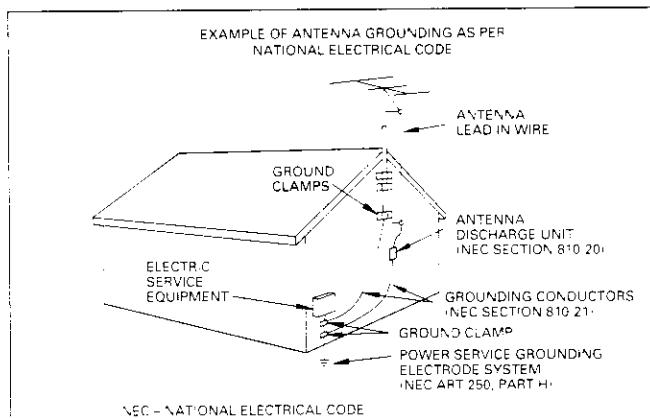 EXAMPLE OF ANTENNA GROUNDING AS PER
NATIONAL ELECTRICAL CODE
ANTENNA
LEAD IN WIRE
GROUND
CLAMPS
ANTENNA
DISCHARGE UNIT
(NEC SECTION 810 20)
ELECTRIC
SERVICE
EQUIPMENT
GROUNDING CONDUCTORS
(NEC SECTION 810 21)
GROUND CLAMP
POWER SERVICE GROUNDING
ELECTRODE SYSTEM
(NEC ART 250, PART H)
NEC – NATIONAL ELECTRICAL CODE